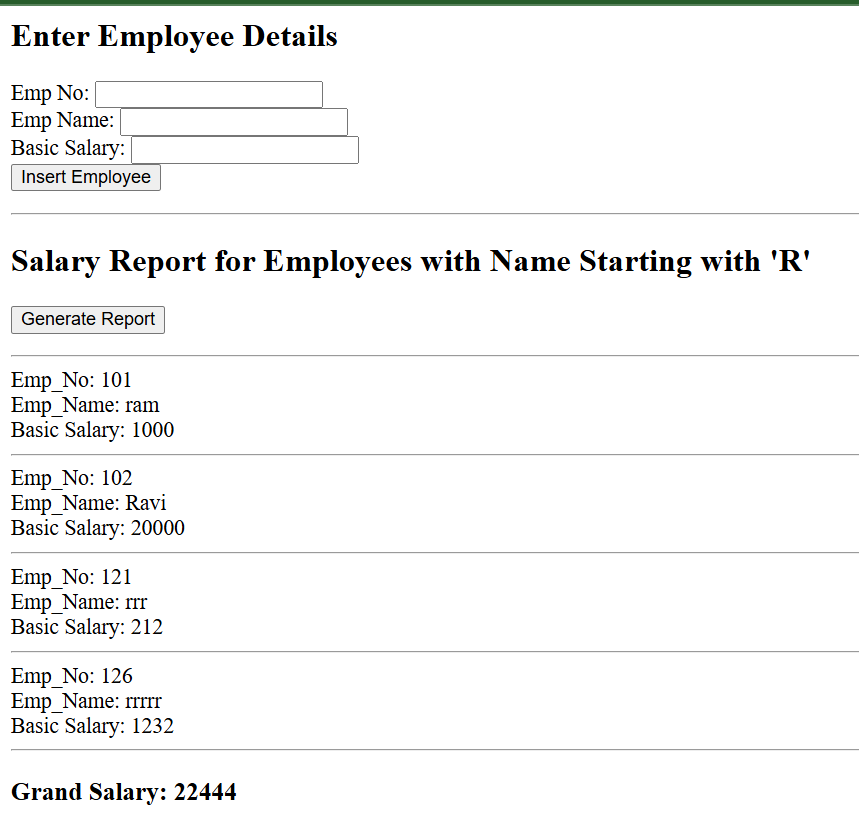 Enter Employee Details
Emp No:
Emp Name:
Basic Salary:
Insert Employee
Salary Report for Employees with Name Starting with 'R'
Generate Report
Emp_No: 101
Emp_Name: ram
Basic Salary: 1000
Emp_No: 102
Emp_Name: Ravi
Basic Salary: 20000
Emp_No: 121
Emp_Name: rrr
Basic Salary: 212
Emp_No: 126
Emp_Name: rrrrr
Basic Salary: 1232
Grand Salary: 22444